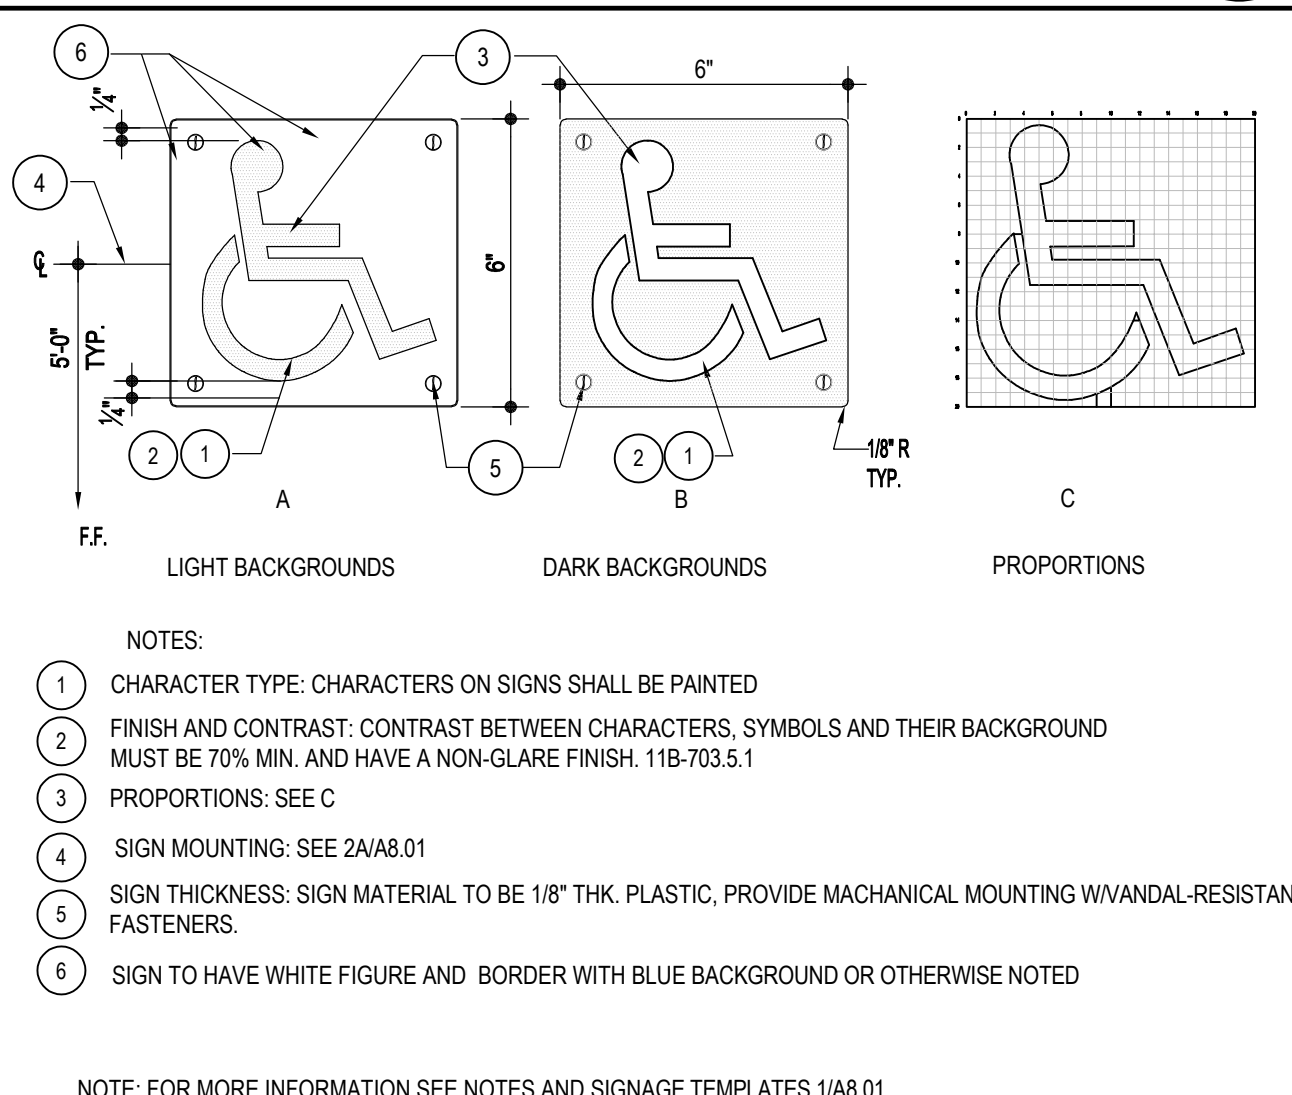 6
3
6"
1/4"
4
℄
5'-0"
TYP.
6"
1/4"
2 1
5
2 1
1/8" R
TYP.
A
B
C
F.F.
LIGHT BACKGROUNDS
DARK BACKGROUNDS
PROPORTIONS
NOTES:
1 CHARACTER TYPE: CHARACTERS ON SIGNS SHALL BE PAINTED
2 FINISH AND CONTRAST: CONTRAST BETWEEN CHARACTERS, SYMBOLS AND THEIR BACKGROUND
MUST BE 70% MIN. AND HAVE A NON-GLARE FINISH. 11B-703.5.1
3 PROPORTIONS: SEE C
4 SIGN MOUNTING: SEE 2A/A8.01
5 SIGN THICKNESS: SIGN MATERIAL TO BE 1/8" THK. PLASTIC, PROVIDE MACHANICAL MOUNTING W/VANDAL-RESISTAN
FASTENERS.
6 SIGN TO HAVE WHITE FIGURE AND BORDER WITH BLUE BACKGROUND OR OTHERWISE NOTED
NOTE: FOR MORE INFORMATION SEE NOTES AND SIGNAGE TEMPLATES 1/A8.01